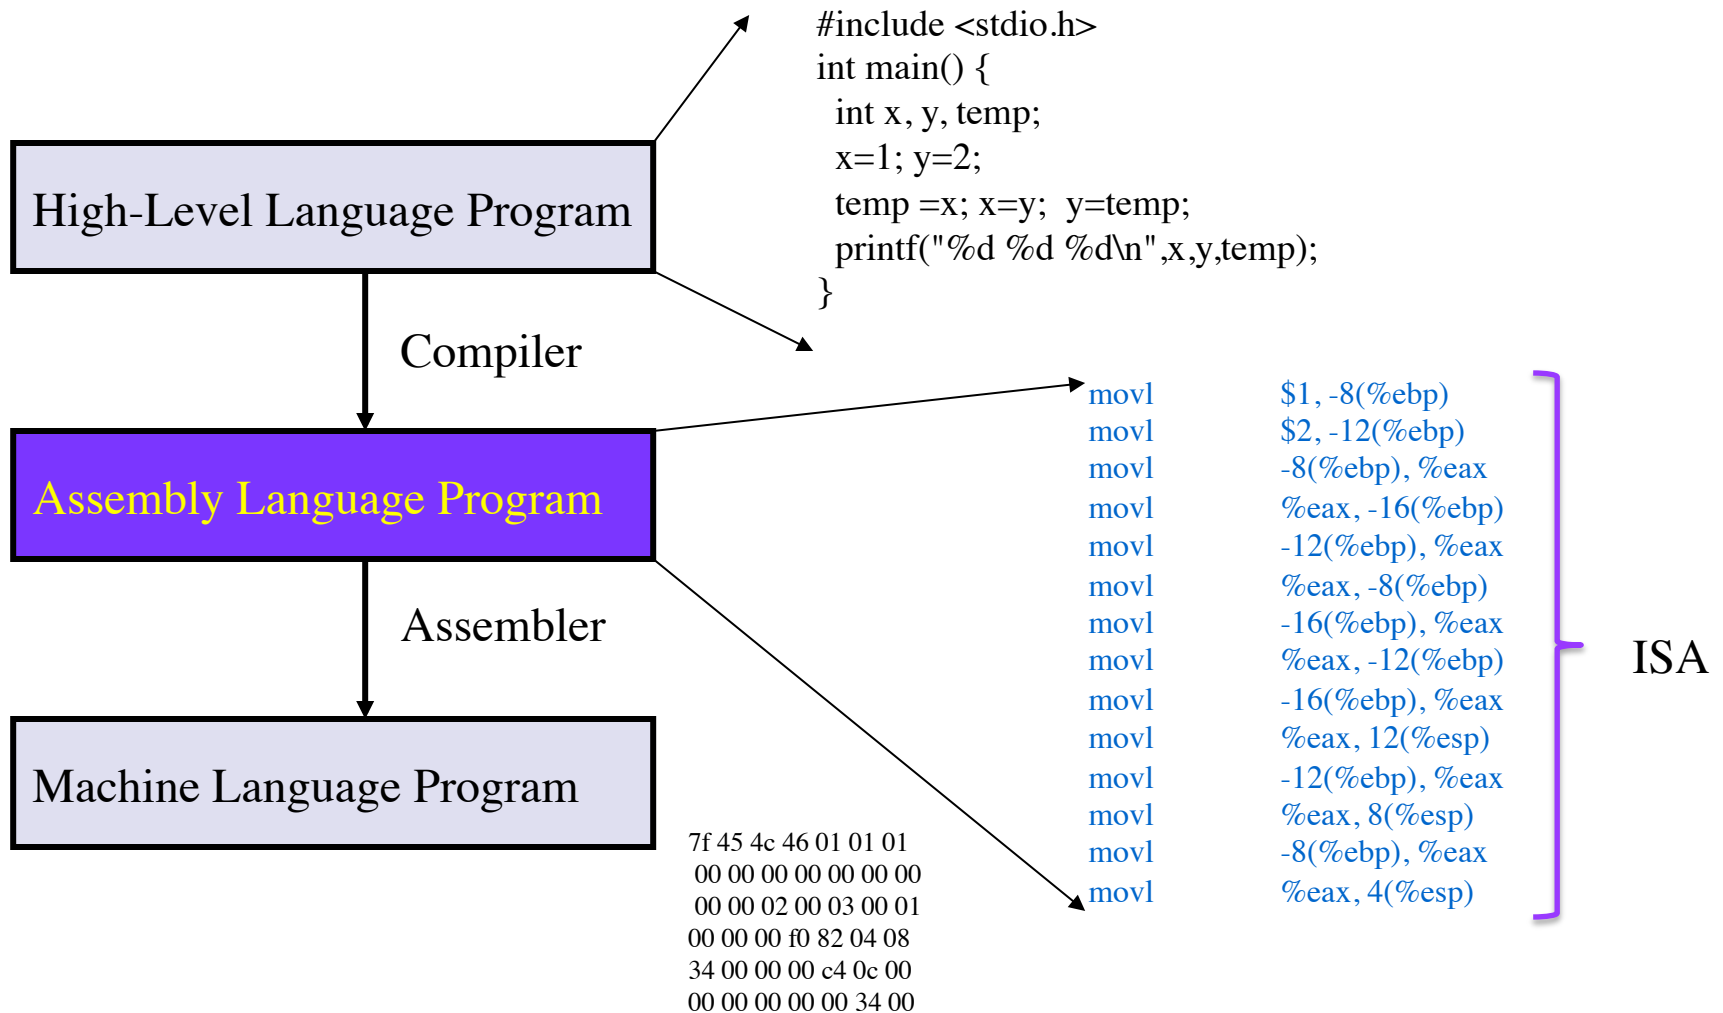 #include <stdio.h>
int main() {
int x, y, temp;
x=1; y=2;
temp =x; x=y;  y=temp;
printf("%d %d %d\n",x,y,temp);
}
High-Level Language Program
Compiler
Assembly Language Program
Assembler
Machine Language Program
movl $1, -8(%ebp)
movl $2, -12(%ebp)
movl -8(%ebp), %eax
movl %eax, -16(%ebp)
movl -12(%ebp), %eax
movl %eax, -8(%ebp)
movl -16(%ebp), %eax
movl %eax, -12(%ebp)
movl -16(%ebp), %eax
movl %eax, 12(%esp)
movl -12(%ebp), %eax
movl %eax, 8(%esp)
movl -8(%ebp), %eax
movl %eax, 4(%esp)
ISA
7f 45 4c 46 01 01 01
00 00 00 00 00 00 00
00 00 02 00 03 00 01
00 00 00 f0 82 04 08
34 00 00 00 c4 0c 00
00 00 00 00 00 34 00